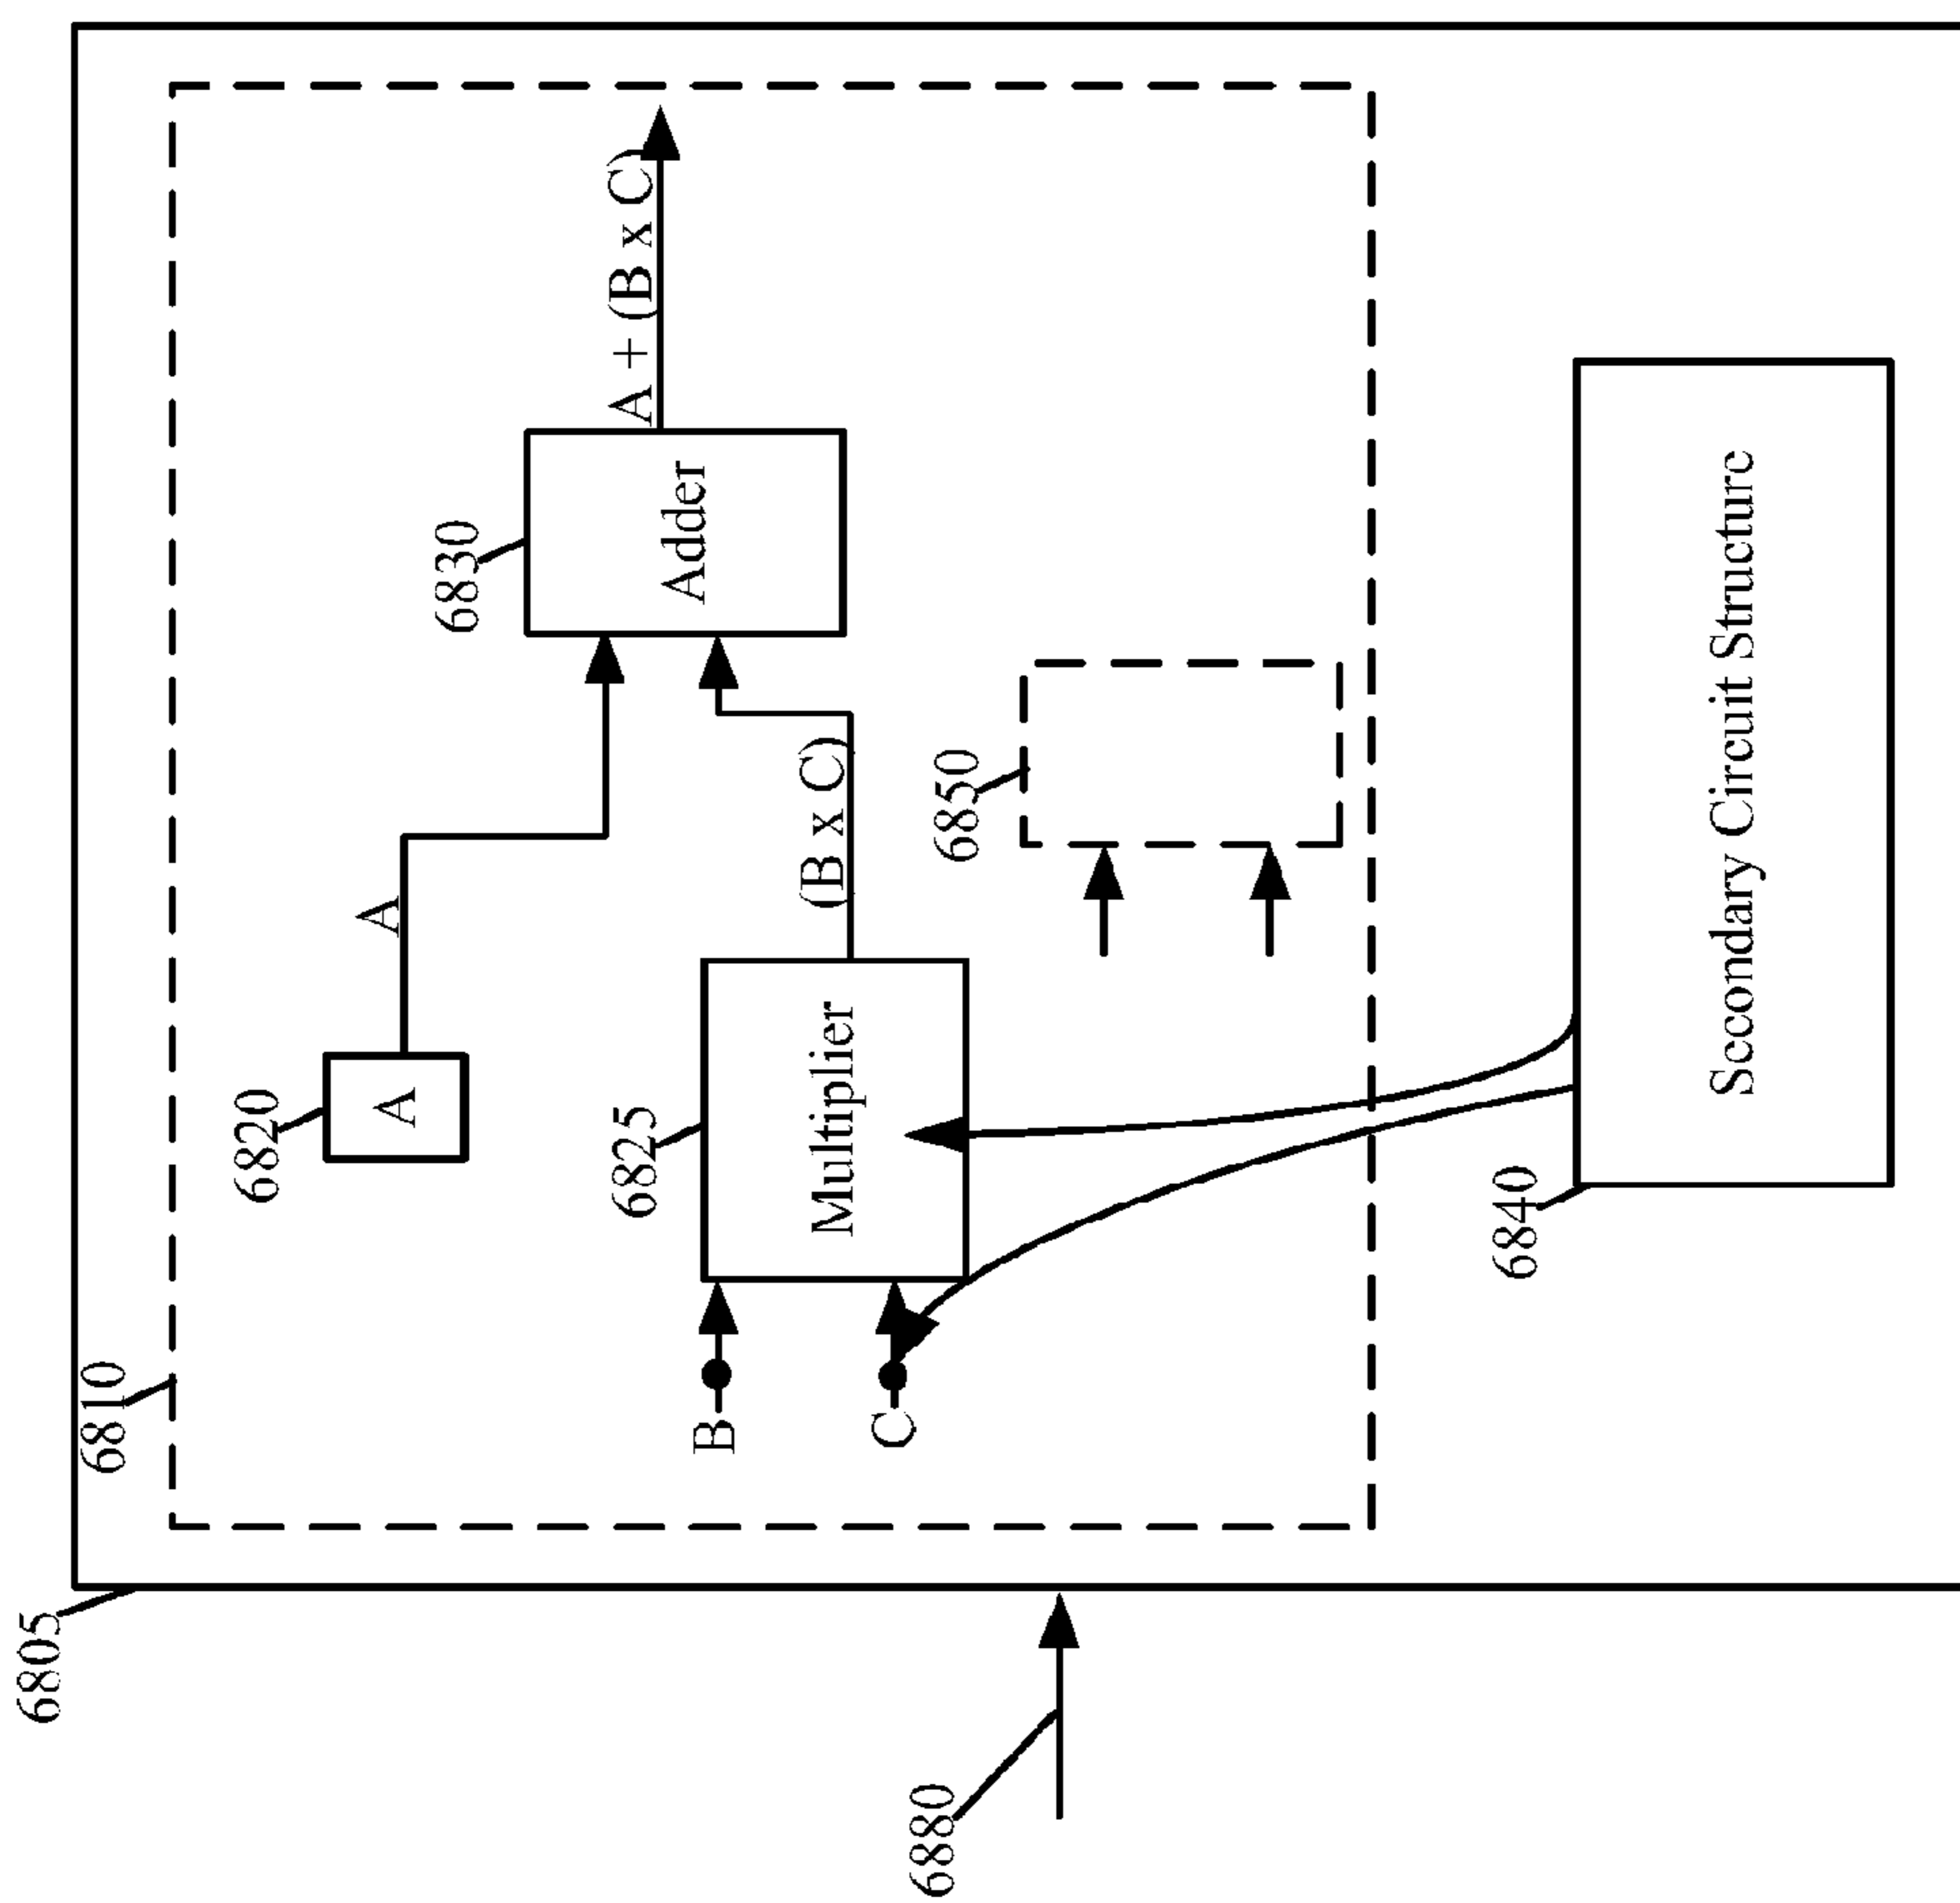 6805
6810
6820
A
A
6830
A + (B x C)
6825
Adder
B
Multiplier
(B x C)
C
6880
6850
6840
Secondary Circuit Structure